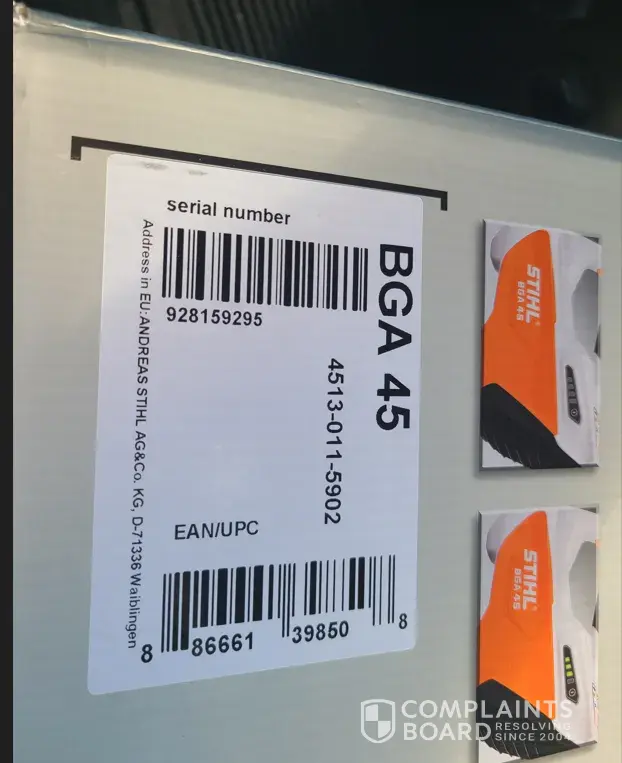 serial number
928159295
BGA 45
4513-011-5902
Address in EU:ANDREAS STIHL AG&Co. KG, D-71336 Waiblingen
EAN/UPC
8 86661 39850 8
STIHL
BGA 45
STIHL
BGA 45
COMPLAINTS
BOARD RESOLVING
SINCE 2004